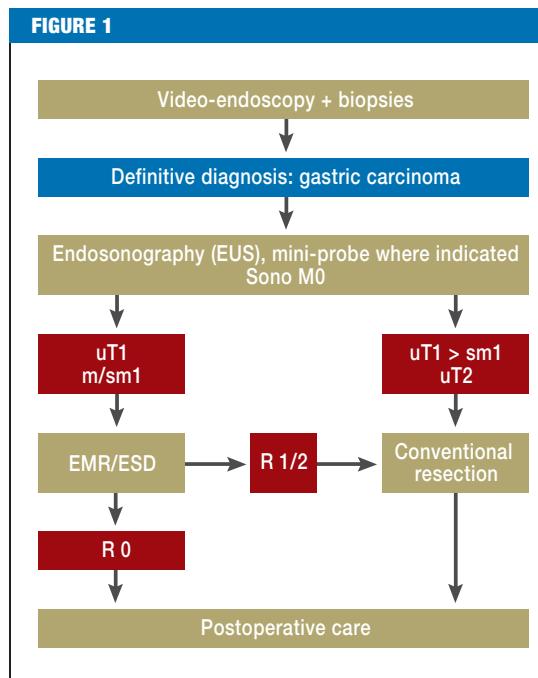 FIGURE 1
Video-endoscopy + biopsies
Definitive diagnosis: gastric carcinoma
Endosonography (EUS), mini-probe where indicated
Sono M0
uT1
m/sm1
uT1 > sm1
uT2
EMR/ESD
R 1/2
Conventional
resection
R 0
Postoperative care